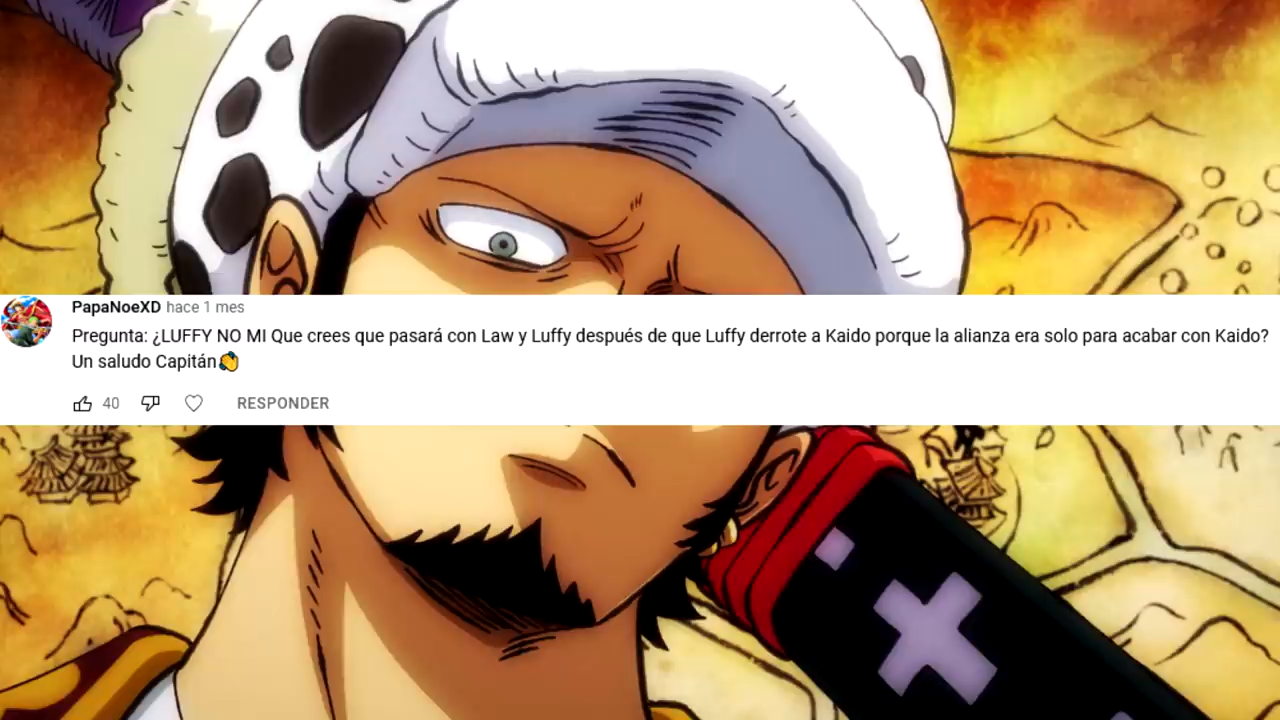 PapaNoeXD hace 1 mes
Pregunta: ¿LUFFY NO MI Que crees que pasará con Law y Luffy después de que Luffy derrote a Kaido porque la alianza era solo para acabar con Kaido?
Un saludo Capitán👏
40 RESPONDER